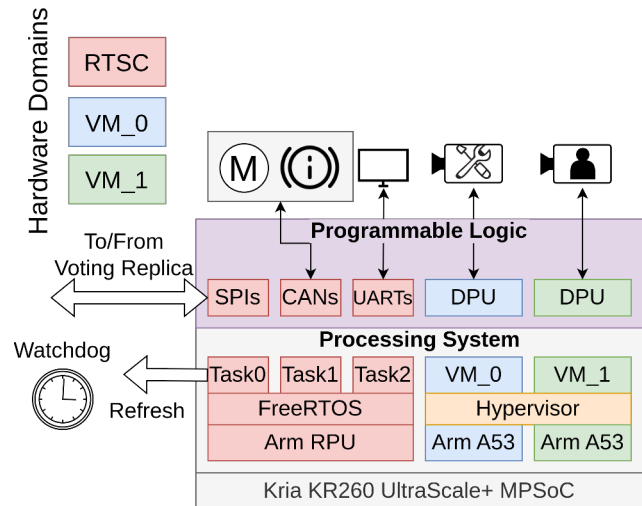 Hardware Domains
RTSC
VM_0
VM_1
M
To/From
Voting Replica
Programmable Logic
SPIs
CANs
UARTs
DPU
DPU
Processing System
Watchdog
Refresh
Task0
Task1
Task2
VM_0
VM_1
FreeRTOS
Hypervisor
Arm RPU
Arm A53
Arm A53
Kria KR260 UltraScale+ MPSoC